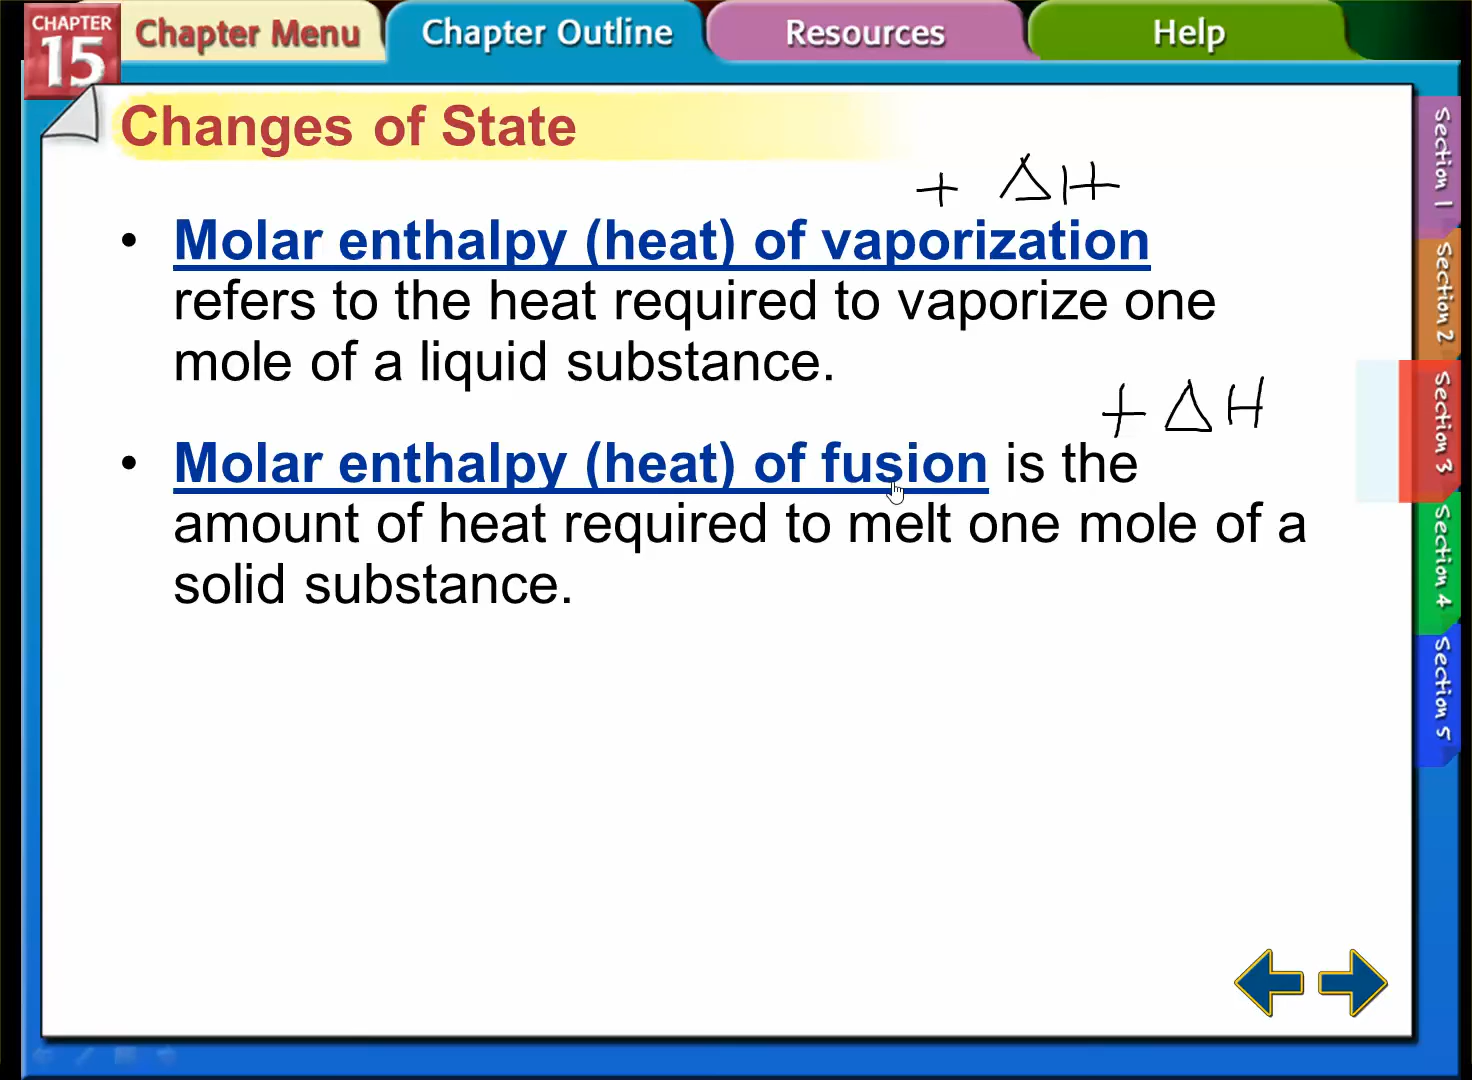 CHAPTER
15
Chapter Menu
Chapter Outline
Resources
Help
Changes of State
+ ΔH
• Molar enthalpy (heat) of vaporization
refers to the heat required to vaporize one
mole of a liquid substance.
+ ΔH
• Molar enthalpy (heat) of fusion is the
amount of heat required to melt one mole of a
solid substance.
Section 1
Section 2
Section 3
Section 4
Section 5